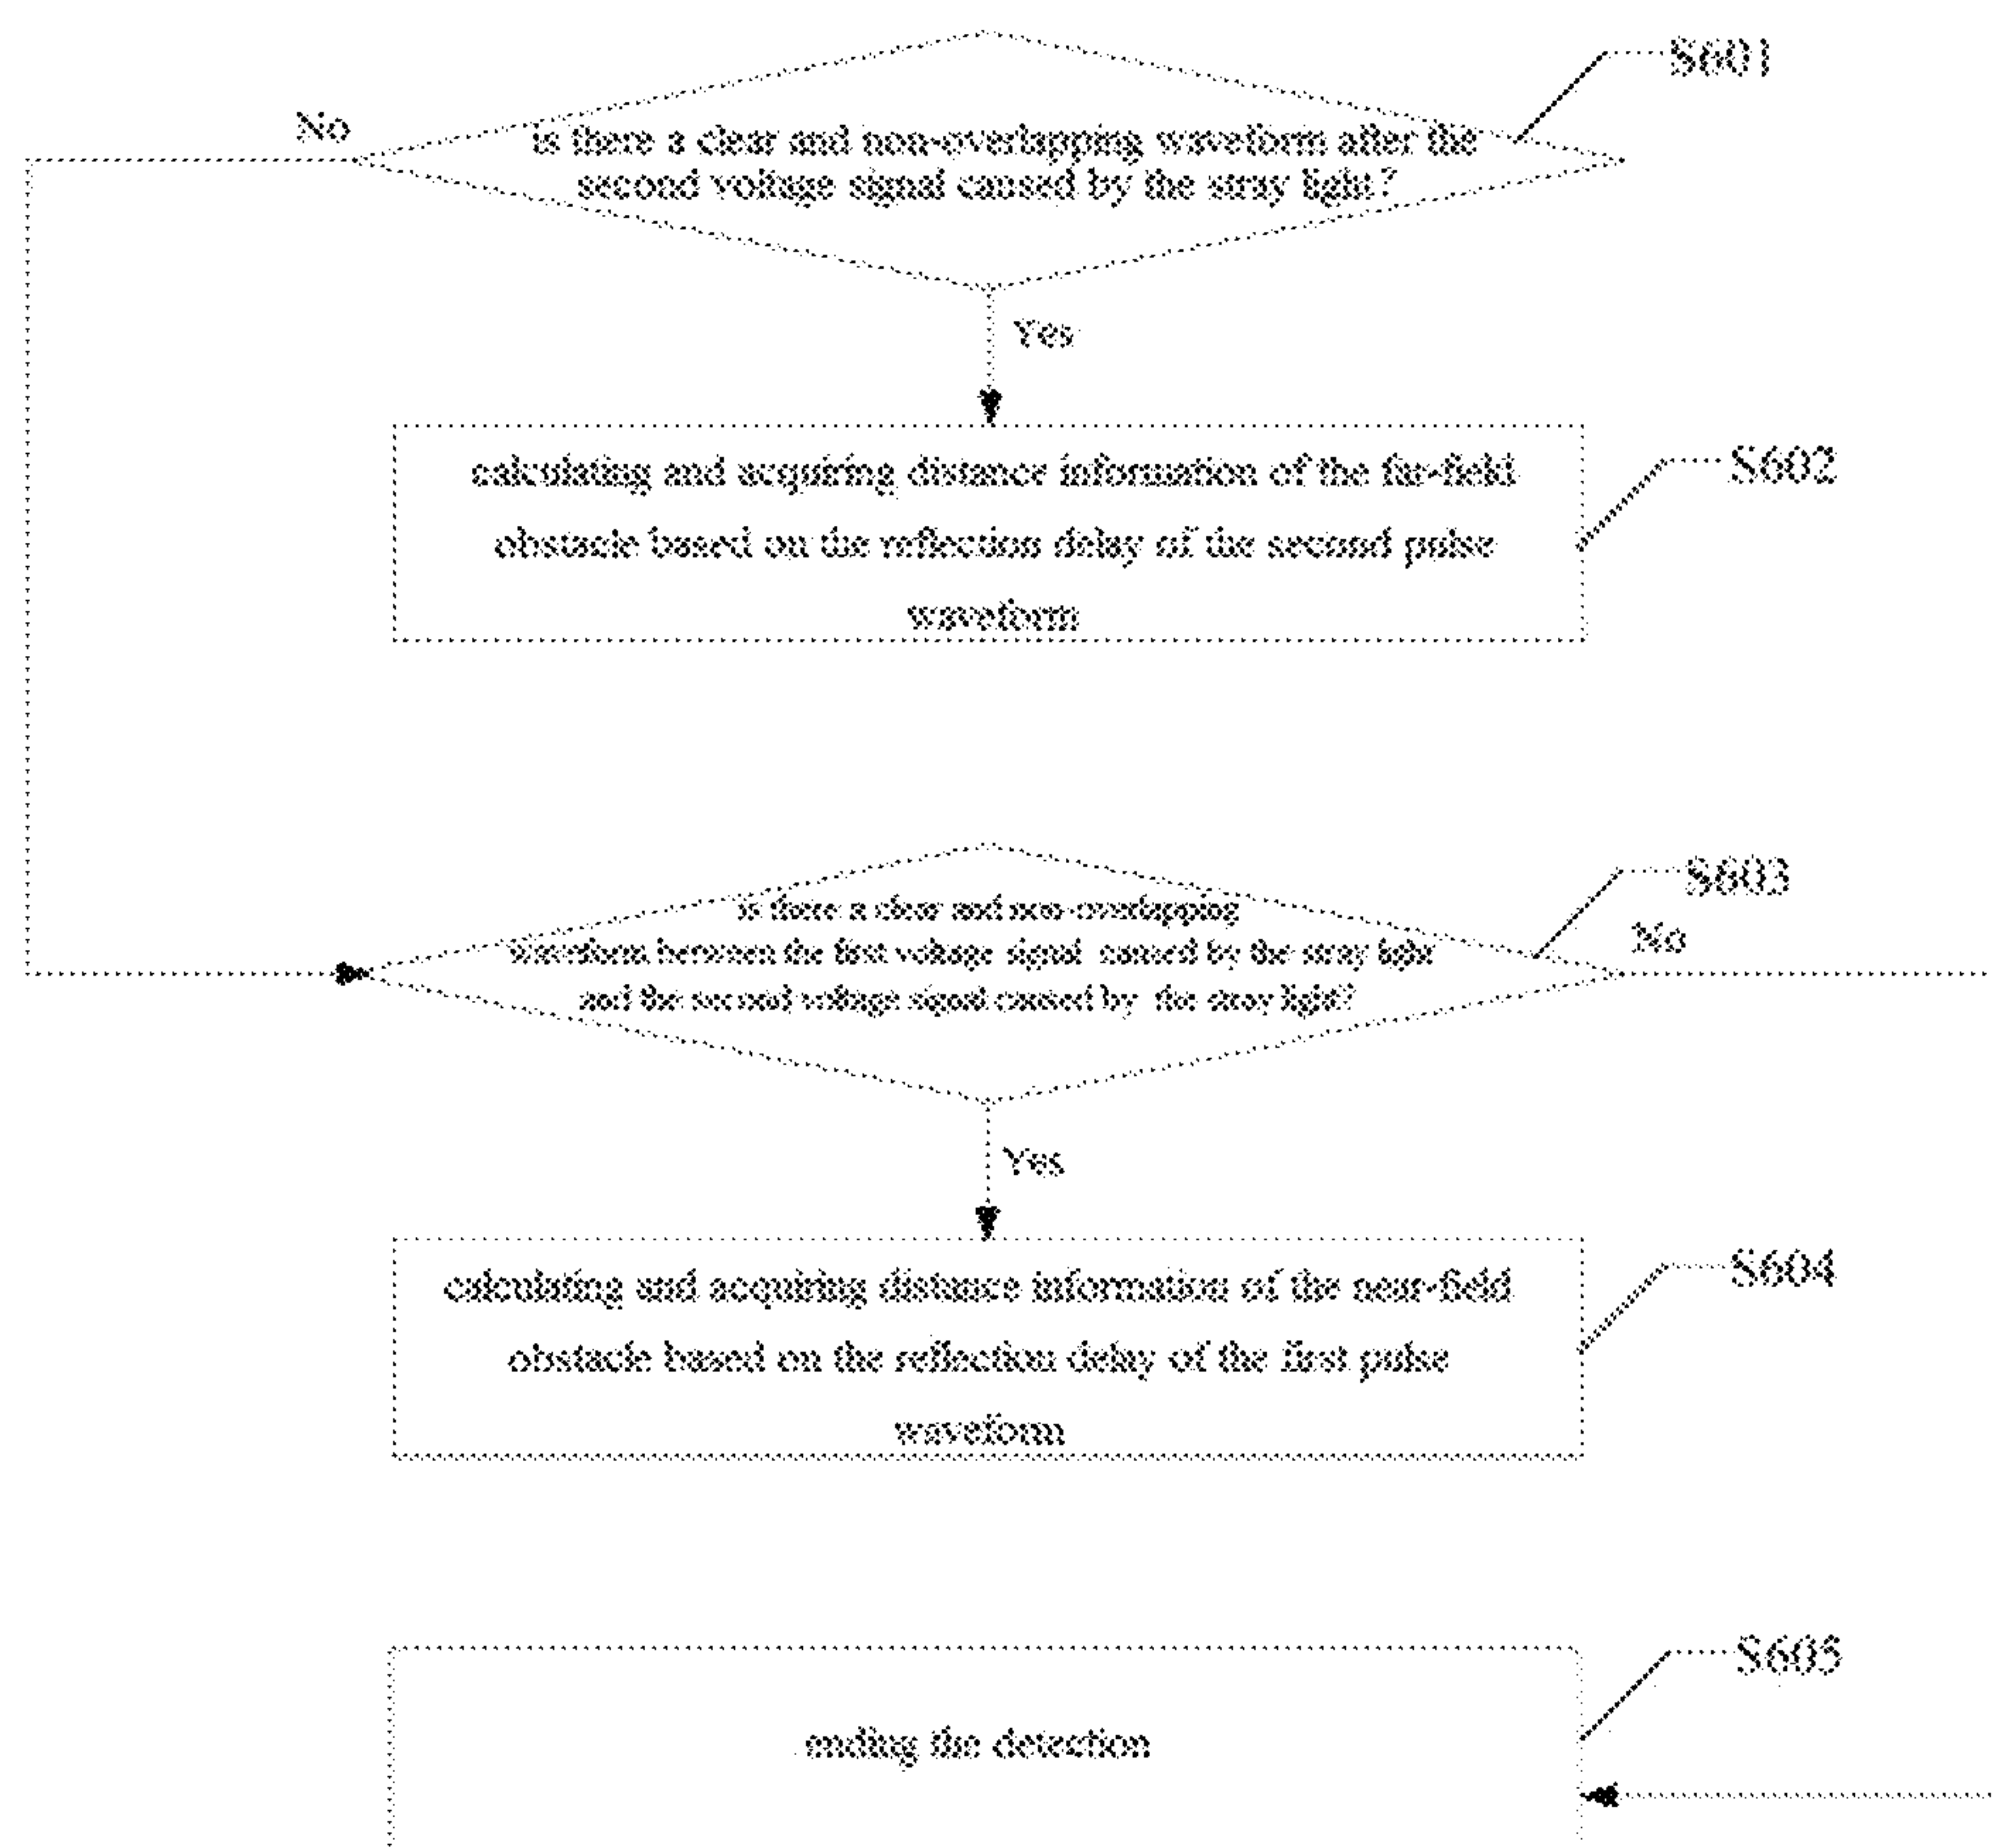 S601
No
is there a clear and non-overlapping waveform after the
second voltage signal caused by the stray light?
Yes
calculating and acquiring distance information of the far-field
obstacle based on the reflection delay of the second pulse
waveform
S602
S603
is there a clear and non-overlapping
waveform between the first voltage signal caused by the stray light
and the second voltage signal caused by the stray light?
No
Yes
calculating and acquiring distance information of the near-field
obstacle based on the reflection delay of the first pulse
waveform
S604
S605
ending the detection